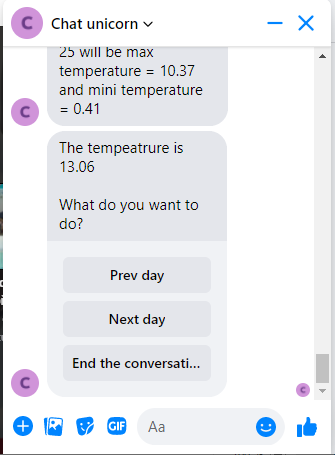 C Chat unicorn
25 will be max
temperature = 10.37
and mini temperature
= 0.41
C
The tempeatrure is
13.06
What do you want to
do?
Prev day
Next day
End the conversati...
C
C
GIF
Aa